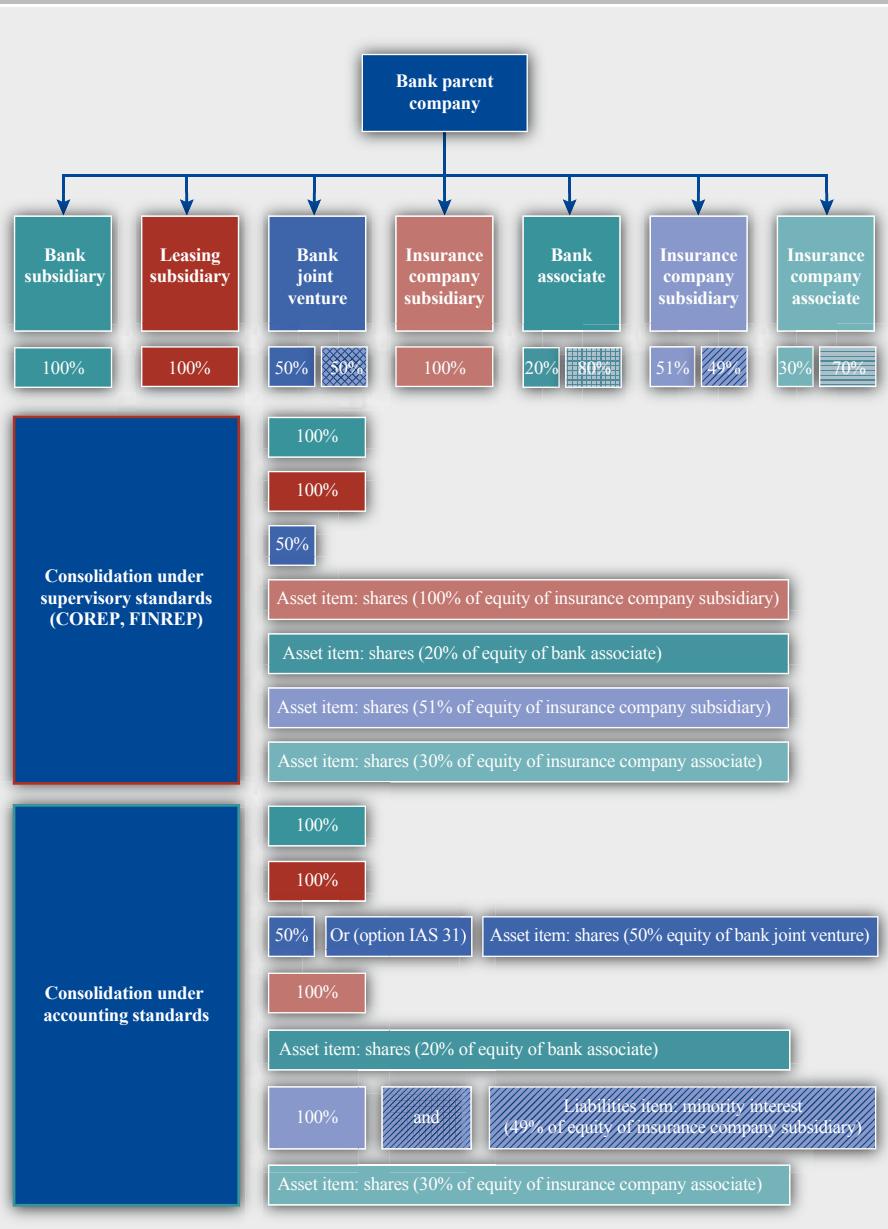 Bank parent
company
Bank
subsidiary
Leasing
subsidiary
Bank
joint
venture
Insurance
company
subsidiary
Bank
associate
Insurance
company
subsidiary
Insurance
company
associate
100%
100%
50%
50%
100%
20%
80%
51%
49%
30%
70%
Consolidation under
supervisory standards
(COREP, FINREP)
100%
100%
50%
Asset item: shares (100% of equity of insurance company subsidiary)
Asset item: shares (20% of equity of bank associate)
Asset item: shares (51% of equity of insurance company subsidiary)
Asset item: shares (30% of equity of insurance company associate)
Consolidation under
accounting standards
100%
100%
50%
Or (option IAS 31)
Asset item: shares (50% equity of bank joint venture)
100%
Asset item: shares (20% of equity of bank associate)
100%
and
Liabilities item: minority interest
(49% of equity of insurance company subsidiary)
Asset item: shares (30% of equity of insurance company associate)